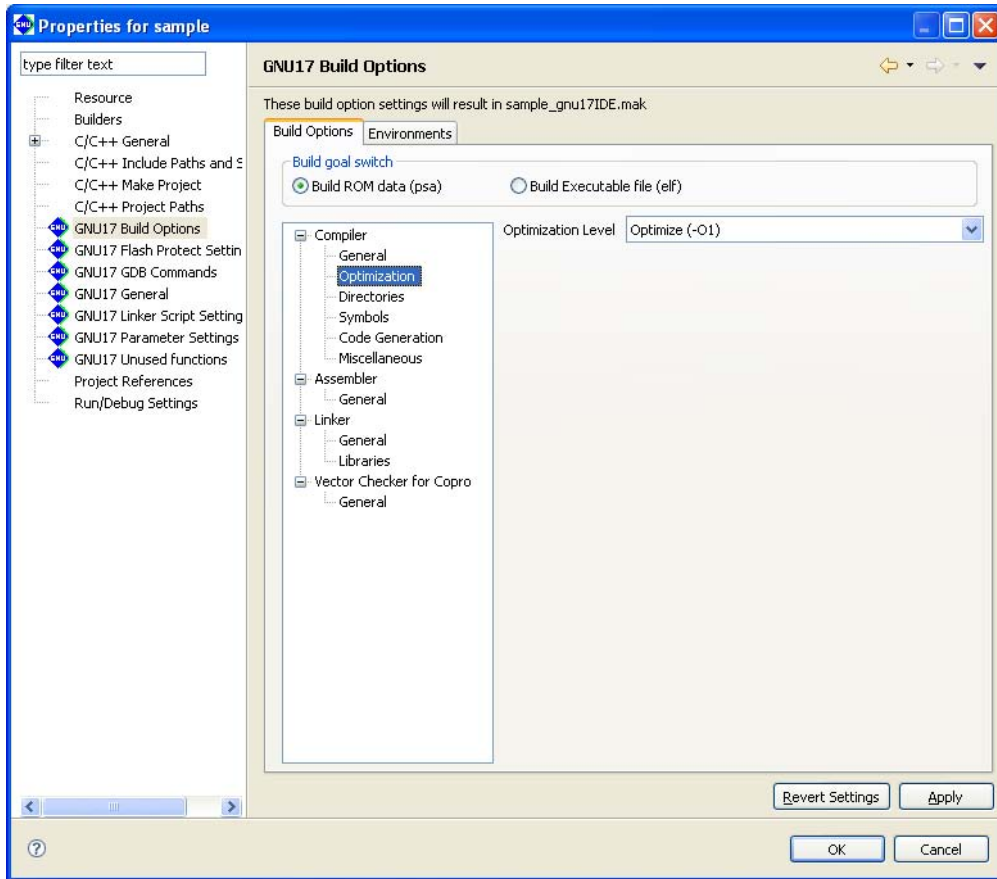 Properties for sample
type filter text
Resource
Builders
C/C++ General
C/C++ Include Paths and S
C/C++ Make Project
C/C++ Project Paths
GNU17 Build Options
GNU17 Flash Protect Settin
GNU17 GDB Commands
GNU17 General
GNU17 Linker Script Setting
GNU17 Parameter Settings
GNU17 Unused functions
Project References
Run/Debug Settings
GNU17 Build Options
These build option settings will result in sample_gnu17IDE.mak
Build Options Environments
Build goal switch
Build ROM data (psa) Build Executable file (elf)
Compiler
General
Optimization
Directories
Symbols
Code Generation
Miscellaneous
Assembler
General
Linker
General
Libraries
Vector Checker for Copro
General
Optimization Level Optimize (-O1)
Revert Settings Apply
OK Cancel